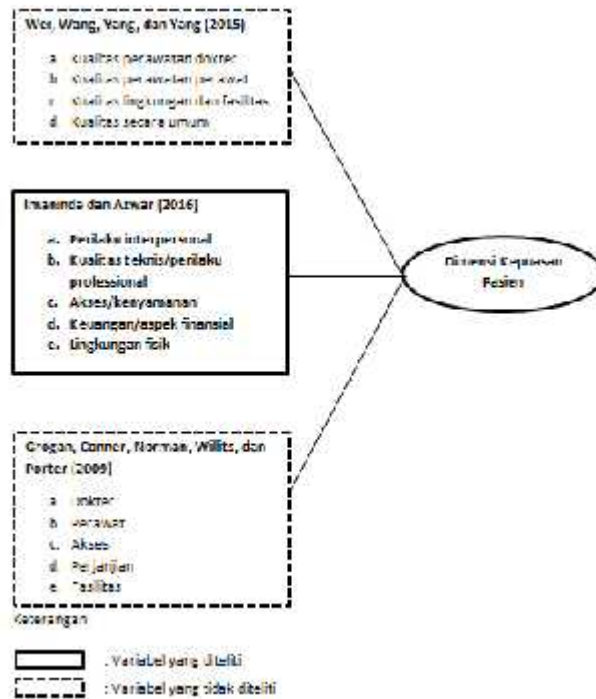 Wei, Wang, Yang, dan Yang (2015)
a. Kualitas perawatan dokter
b. Kualitas perawatan perawat
c. Kualitas lingkungan dan fasilitas
d. Kualitas secara umum
Imaninda dan Azwar (2016)
a. Perilaku interpersonal
b. Kualitas teknis/perilaku
professional
c. Akses/kenyamanan
d. Keuangan/aspek finansial
e. Lingkungan fisik
Dimensi Kepuasan
Pasien
Grogan, Conner, Norman, Willits, dan
Porter (2009)
a. Dokter
b. Perawat
c. Akses
d. Perjanjian
e. Fasilitas
Keterangan
: Variabel yang diteliti
: Variabel yang tidak diteliti